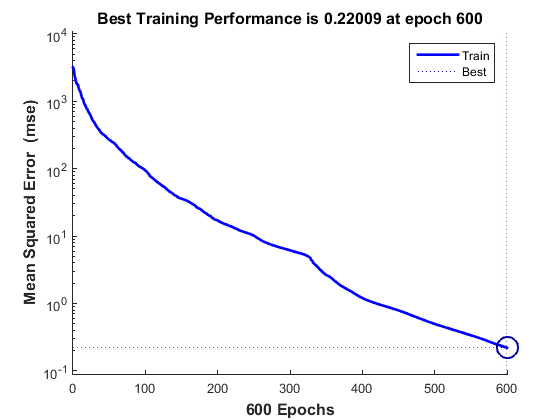 Best Training Performance is 0.22009 at epoch 600
Mean Squared Error (mse)
10^4
10^3
10^2
10^1
10^0
10^-1
Train
Best
0 100 200 300 400 500 600
600 Epochs